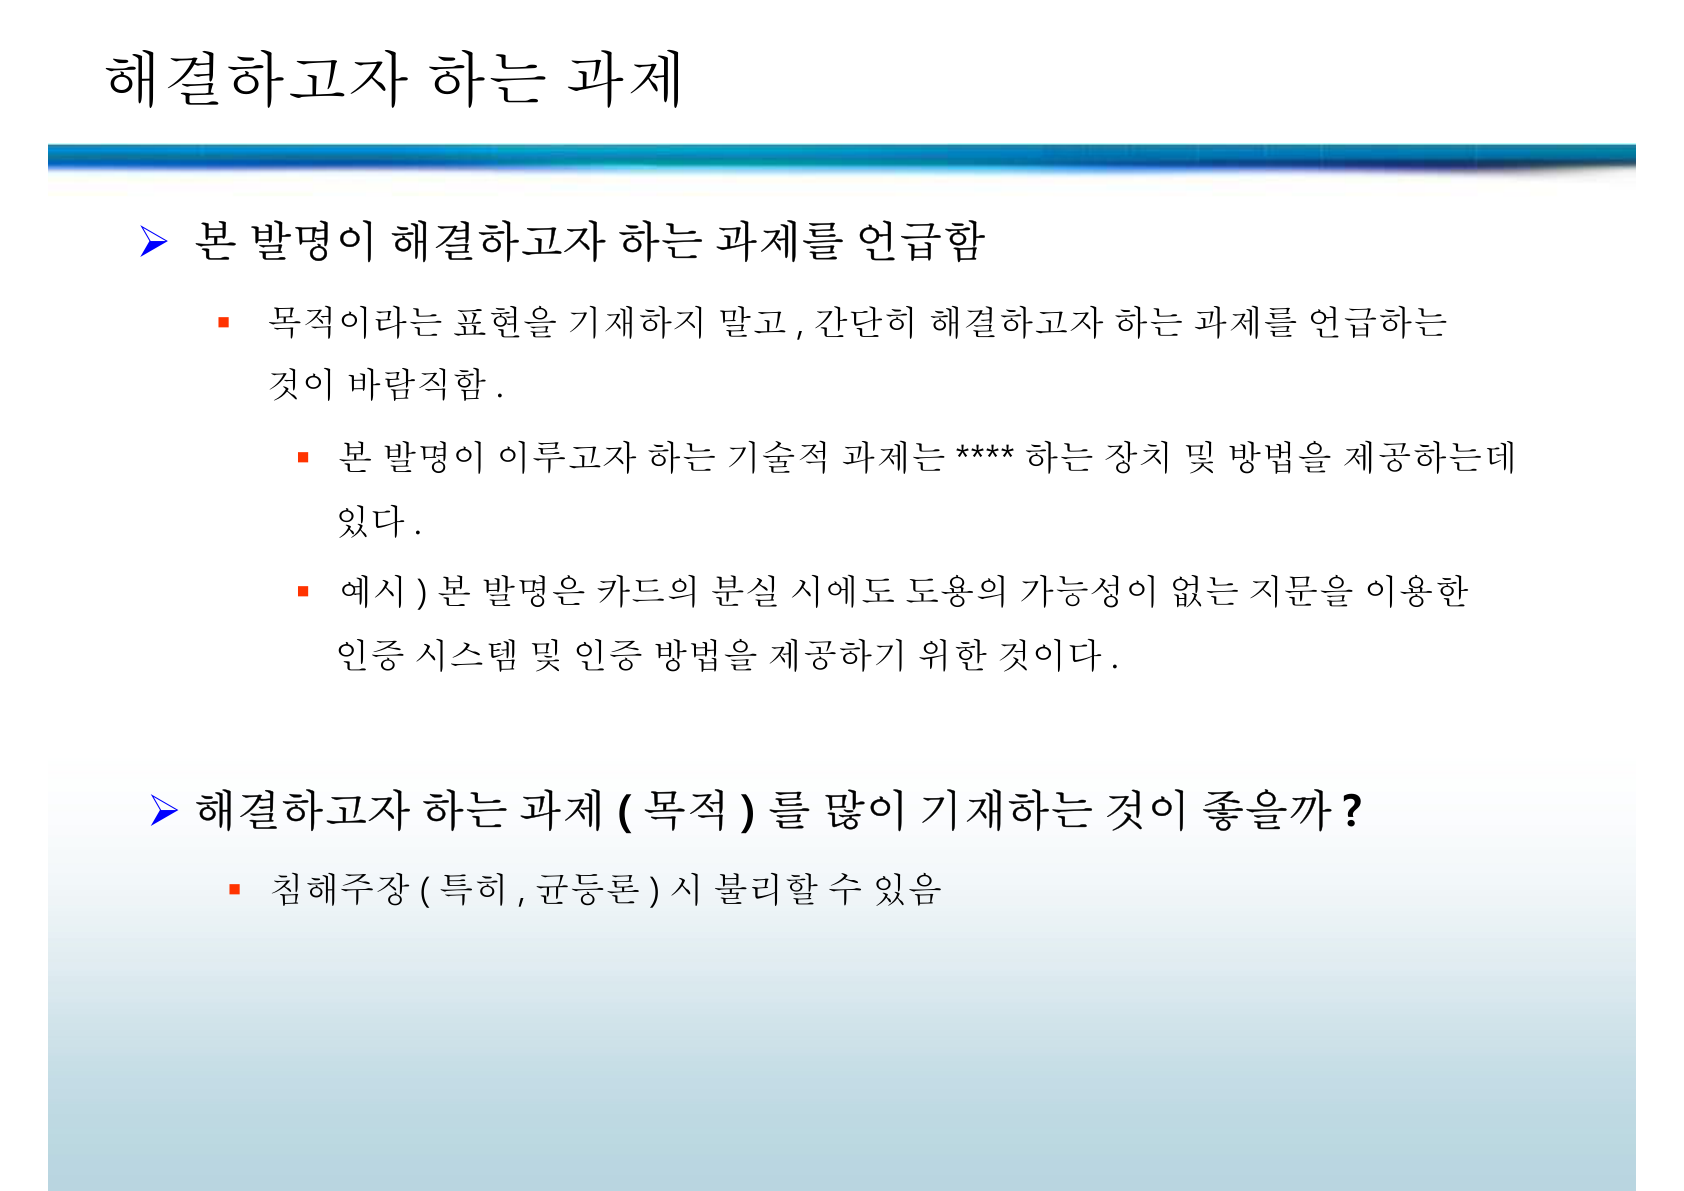 해결하고자 하는 과제
본 발명이 해결하고자 하는 과제를 언급함
목적이라는 표현을 기재하지 말고 , 간단히 해결하고자 하는 과제를 언급하는
것이 바람직함 .
본 발명이 이루고자 하는 기술적 과제는 **** 하는 장치 및 방법을 제공하는데
있다 .
예시 ) 본 발명은 카드의 분실 시에도 도용의 가능성이 없는 지문을 이용한
인증 시스템 및 인증 방법을 제공하기 위한 것이다 .
해결하고자 하는 과제 ( 목적 ) 를 많이 기재하는 것이 좋을까 ?
침해주장 ( 특히 , 균등론 ) 시 불리할 수 있음